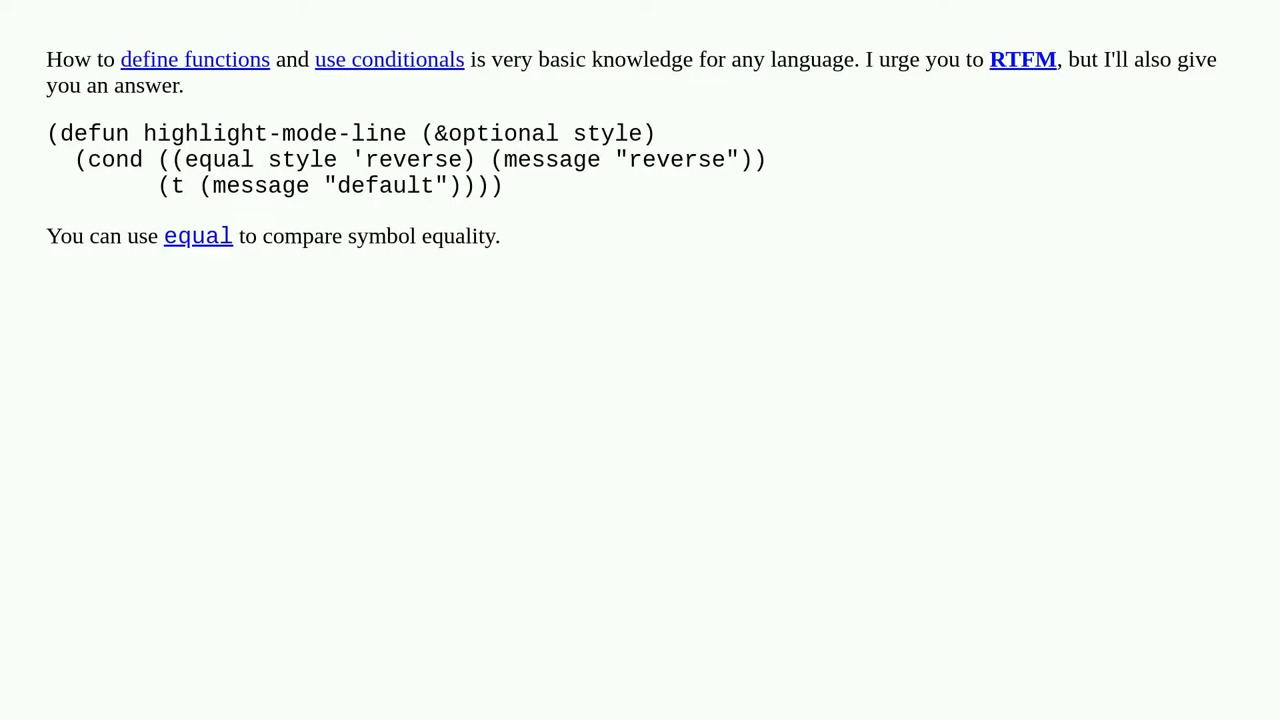 How to define functions and use conditionals is very basic knowledge for any language. I urge you to RTFM, but I'll also give
you an answer.
(defun highlight-mode-line (&optional style)
  (cond ((equal style 'reverse) (message "reverse"))
        (t (message "default"))))
You can use equal to compare symbol equality.